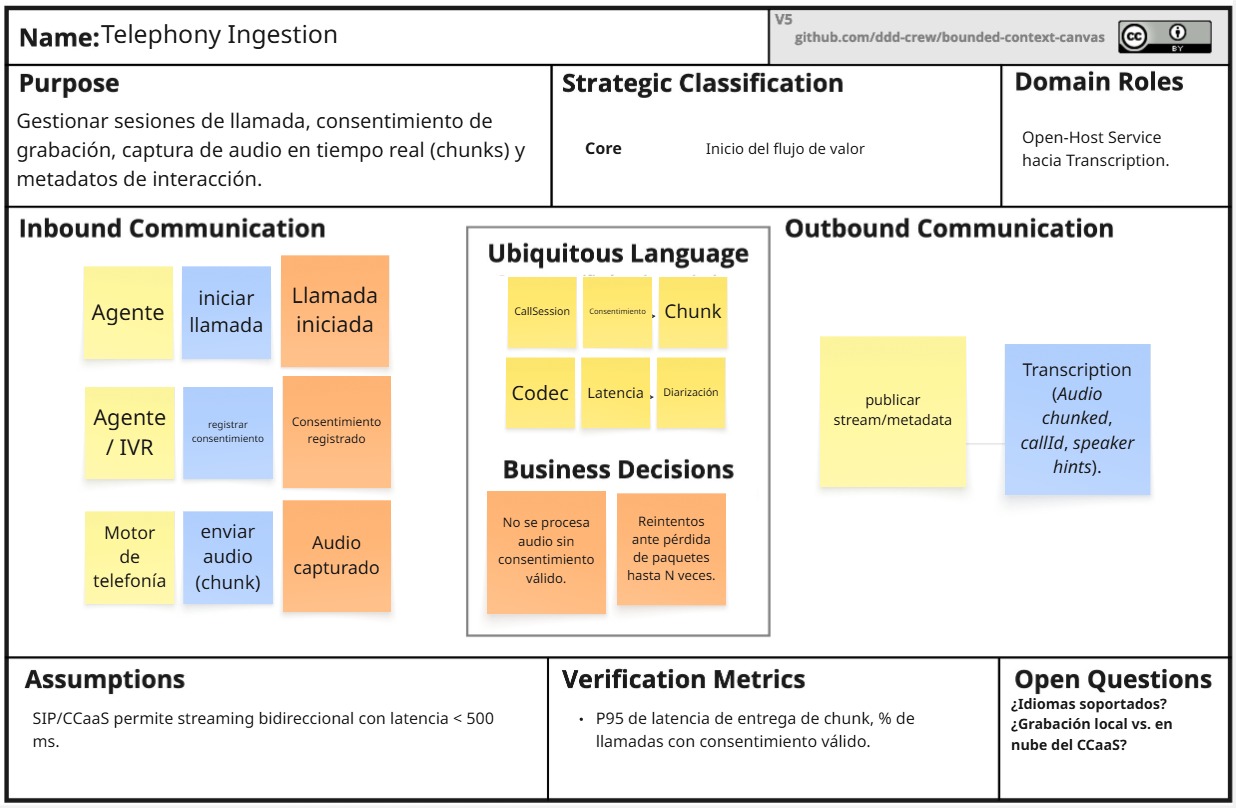 Name: Telephony Ingestion
V5
github.com/ddd-crew/bounded-context-canvas
cc
BY
Purpose
Gestionar sesiones de llamada, consentimiento de
grabación, captura de audio en tiempo real (chunks) y
metadatos de interacción.
Strategic Classification
Core
Inicio del flujo de valor
Domain Roles
Open-Host Service
hacia Transcription.
Inbound Communication
Agente
iniciar
llamada
Llamada
iniciada
Agente
/ IVR
registrar
consentimiento
Consentimiento
registrado
Motor
de
telefonía
enviar
audio
(chunk)
Audio
capturado
Ubiquitous Language
CallSession
Consentimiento
Chunk
Codec
Latencia
Diarización
Business Decisions
No se procesa
audio sin
consentimiento
válido.
Reintentos
ante pérdida
de paquetes
hasta N veces.
Outbound Communication
publicar
stream/metadata
Transcription
(Audio
chunked,
callId, speaker
hints).
Assumptions
SIP/CCaaS permite streaming bidireccional con latencia < 500
ms.
Verification Metrics
• P95 de latencia de entrega de chunk, % de
llamadas con consentimiento válido.
Open Questions
¿Idiomas soportados?
¿Grabación local vs. en
nube del CCaaS?